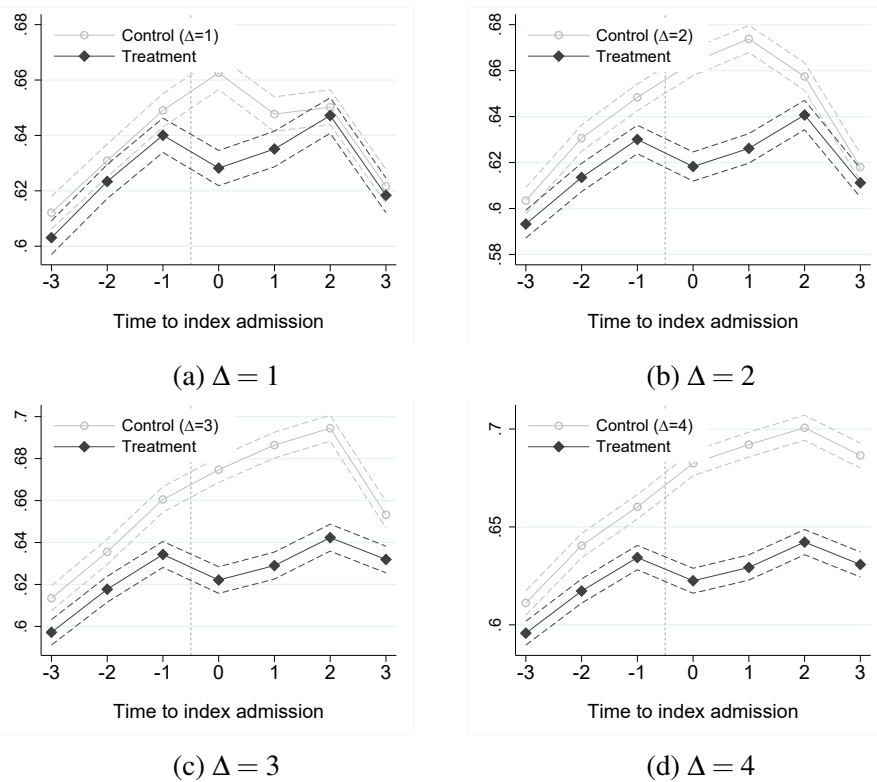 .68
.66
.64
.62
.6
Control (Δ=1)
Treatment
-3 -2 -1 0 1 2 3
Time to index admission
(a) Δ = 1
.68
.66
.64
.62
.6
.58
Control (Δ=2)
Treatment
-3 -2 -1 0 1 2 3
Time to index admission
(b) Δ = 2
.7
.68
.66
.64
.62
.6
Control (Δ=3)
Treatment
-3 -2 -1 0 1 2 3
Time to index admission
(c) Δ = 3
.7
.65
.6
Control (Δ=4)
Treatment
-3 -2 -1 0 1 2 3
Time to index admission
(d) Δ = 4